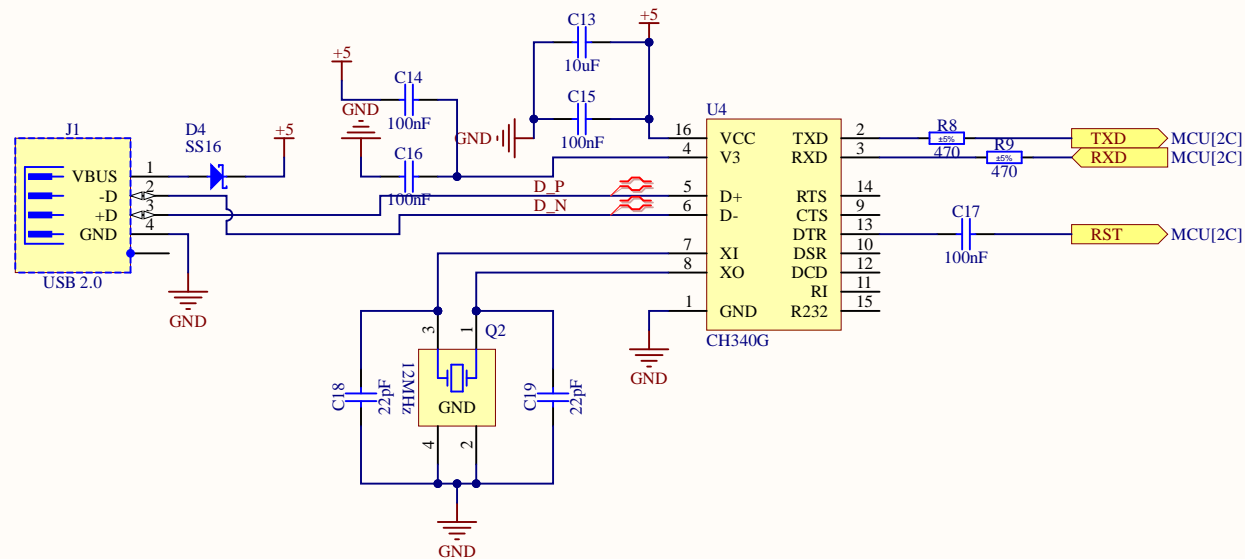 C13
10uF
+5
C15
100nF
GND
+5
C14
100nF
GND
C16
100nF
J1
VBUS
-D
+D
GND
1
2
3
4
USB 2.0
GND
D4
SS16
+5
D_P
D_N
U4
16 VCC TXD 2
4 V3 RXD 3
5 D+ RTS 14
6 D- CTS 9
DTR 13
7 XI DSR 10
8 XO DCD 12
RI 11
1 GND R232 15
CH340G
GND
R8
±5%
470
R9
±5%
470
TXD MCU[2C]
RXD MCU[2C]
C17
100nF
RST MCU[2C]
3
1
Q2
12MHz
GND
4
2
C18
22pF
C19
22pF
GND